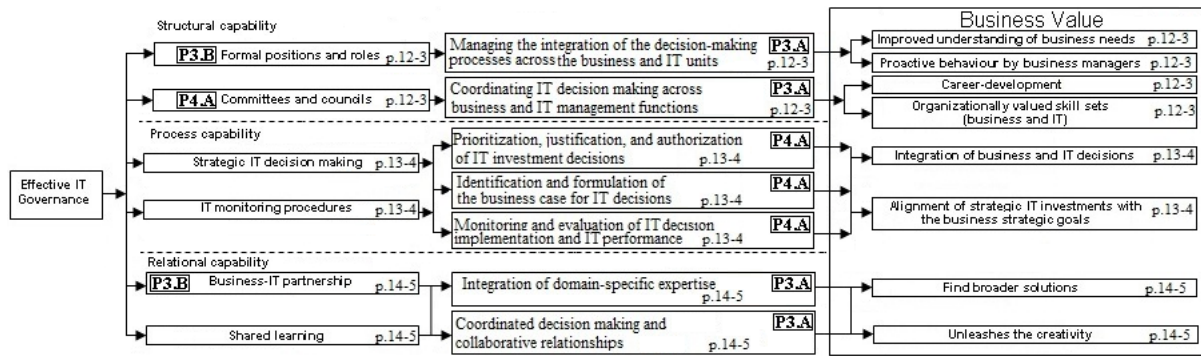 Structural capability
Business Value
P3.B Formal positions and roles p.12-3
Managing the integration of the decision-making P3.A
processes across the business and IT units p.12-3
Improved understanding of business needs p.12-3
Proactive behaviour by business managers p.12-3
P4.A Committees and councils p.12-3
Coordinating IT decision making across P3.A
business and IT management functions p.12-3
Career-development p.12-3
Organizationally valued skill sets p.12-3
(business and IT)
Process capability
Strategic IT decision making p.13-4
Prioritization, justification, and authorization P4.A
of IT investment decisions p.13-4
Integration of business and IT decisions p.13-4
Effective IT
Governance
IT monitoring procedures p.13-4
Identification and formulation of P4.A
the business case for IT decisions p.13-4
Monitoring and evaluation of IT decision P4.A
implementation and IT performance p.13-4
Alignment of strategic IT investments with p.13-4
the business strategic goals
Relational capability
P3.B Business-IT partnership p.14-5
Integration of domain-specific expertise P3.A
p.14-5
Find broader solutions p.14-5
Shared learning p.14-5
Coordinated decision making and P3.A
collaborative relationships p.14-5
Unleashes the creativity p.14-5